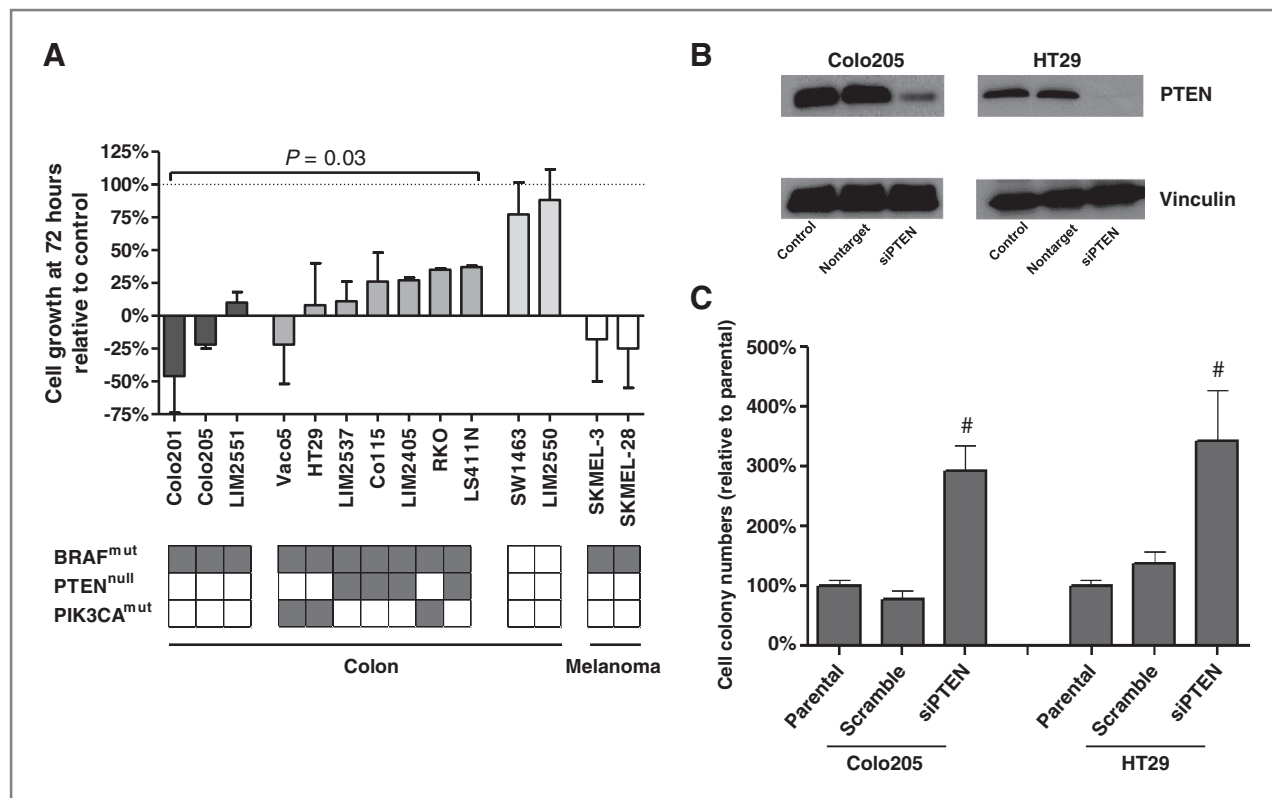 A
Cell growth at 72 hours
relative to control
125%
100%
75%
50%
25%
0%
-25%
-50%
-75%
P = 0.03
Colo201
Colo205
LIM2551
Vaco5
HT29
LIM2537
Co115
LIM2405
RKO
LS411N
SW1463
LIM2550
SKMEL-3
SKMEL-28
BRAFmut
PTENnull
PIK3CAmut
Colon
Melanoma
B
Colo205
HT29
PTEN
Vinculin
Control
Nontarget
siPTEN
Control
Nontarget
siPTEN
C
Cell colony numbers (relative to parental)
500%
400%
300%
200%
100%
0%
#
#
Parental
Scramble
siPTEN
Parental
Scramble
siPTEN
Colo205
HT29